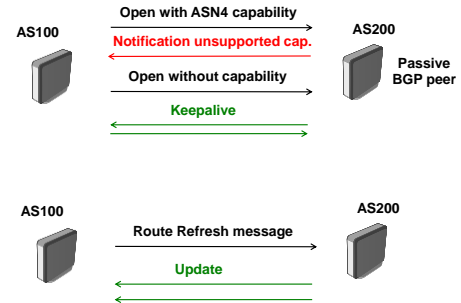 Open with ASN4 capability
AS100
AS200
Notification unsupported cap.
Passive
BGP peer
Open without capability
Keepalive
AS100
AS200
Route Refresh message
Update